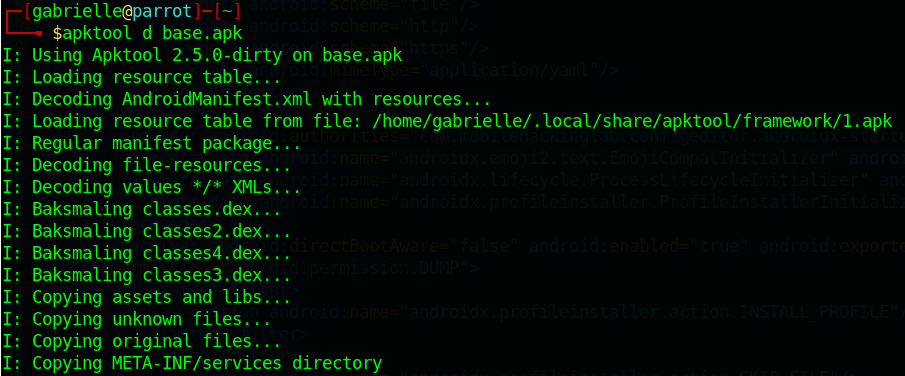 ┌─[gabrielle@parrot]─[~]
└──╼ $apktool d base.apk
I: Using Apktool 2.5.0-dirty on base.apk
I: Loading resource table...
I: Decoding AndroidManifest.xml with resources...
I: Loading resource table from file: /home/gabrielle/.local/share/apktool/framework/1.apk
I: Regular manifest package...
I: Decoding file-resources...
I: Decoding values */* XMLs...
I: Baksmaling classes.dex...
I: Baksmaling classes2.dex...
I: Baksmaling classes4.dex...
I: Baksmaling classes3.dex...
I: Copying assets and libs...
I: Copying unknown files...
I: Copying original files...
I: Copying META-INF/services directory